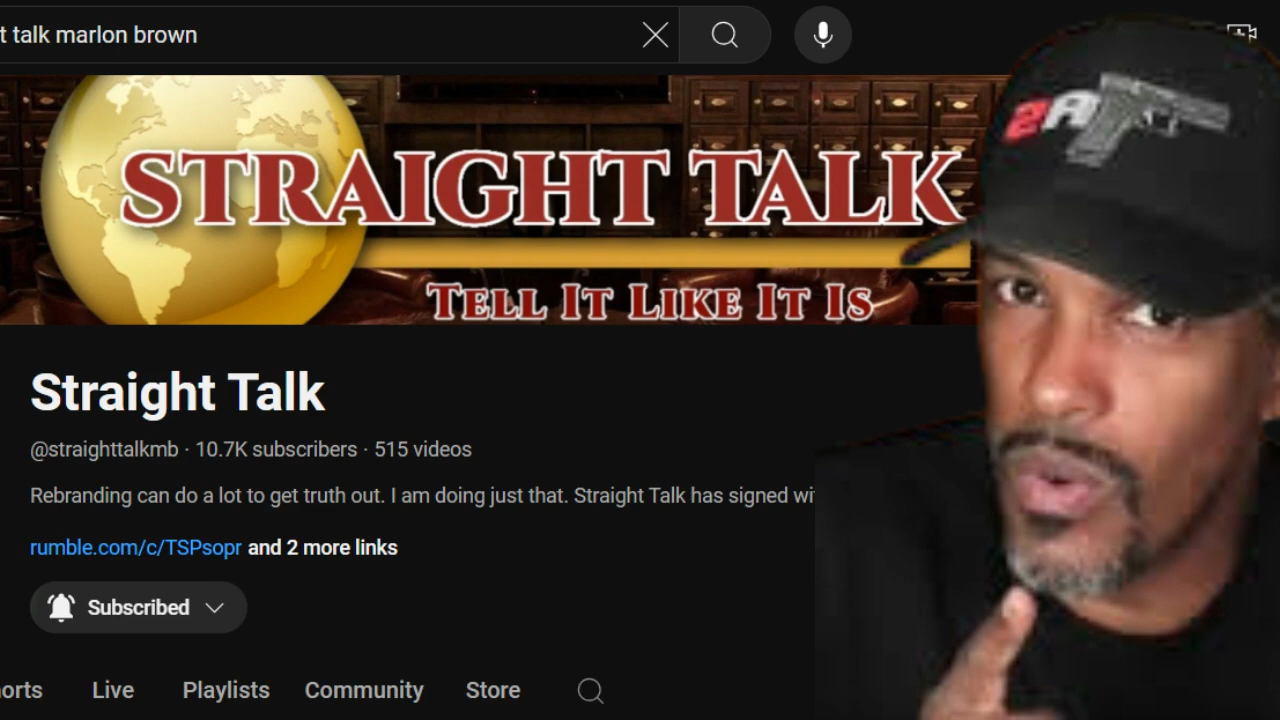 t talk marlon brown
2A
STRAIGHT TALK
TELL IT LIKE IT IS
Straight Talk
@straighttalkmb · 10.7K subscribers · 515 videos
Rebranding can do a lot to get truth out. I am doing just that. Straight Talk has signed wi
rumble.com/c/TSPsopr and 2 more links
Subscribed
orts Live Playlists Community Store